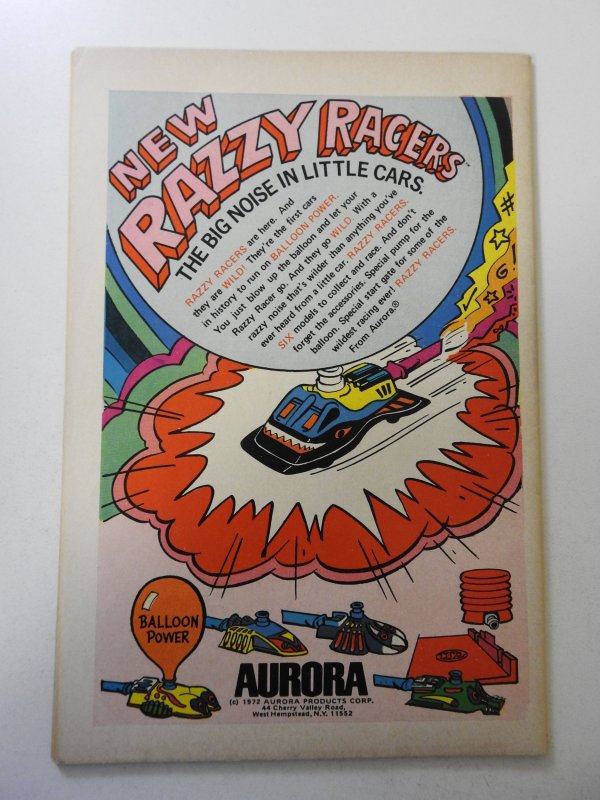 NEW
RAZZY RACERS™
THE BIG NOISE IN LITTLE CARS.
RAZZY RACERS are here. And
they are WILD! They're the first cars
in history to run on BALLOON POWER.
You just blow up the balloon and let your
Razzy Racer go. And they go WILD. With a
razzy noise that's wilder than anything you've
ever heard from a little car. RAZZY RACERS.
SIX models to collect and race. And don't
forget the accessories. Special pump for the
balloon. Special start gate for some of the
wildest racing ever. RAZZY RACERS.
From Aurora.®
#
!
G!
BALLOON
POWER
AURORA
(c) 1972 AURORA PRODUCTS CORP.
44 Cherry Valley Road,
West Hempstead, N.Y. 11552